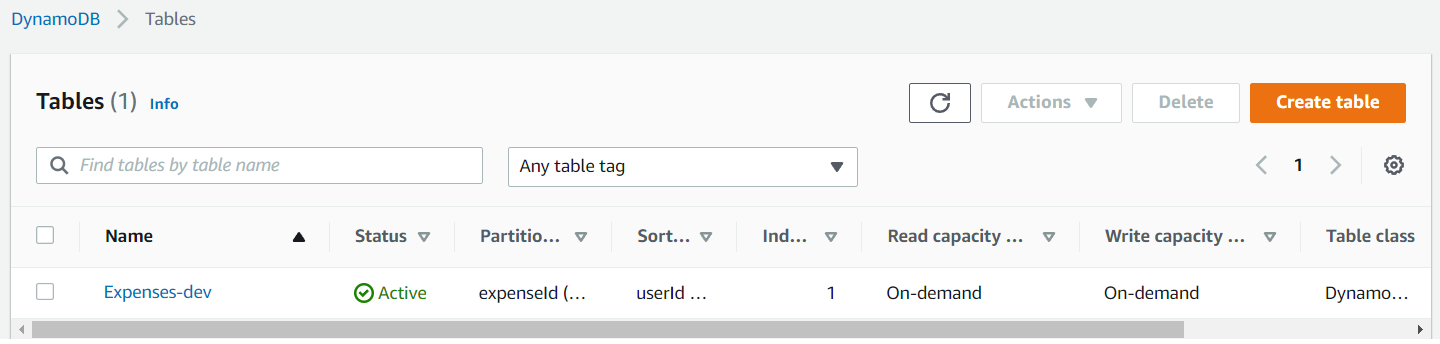 DynamoDB > Tables
Tables (1) Info Actions Delete Create table
Find tables by table name Any table tag 1
Name Status Partitio... Sort... Ind... Read capacity ... Write capacity ... Table class
Expenses-dev Active expenseId (... userId ... 1 On-demand On-demand Dynamo...